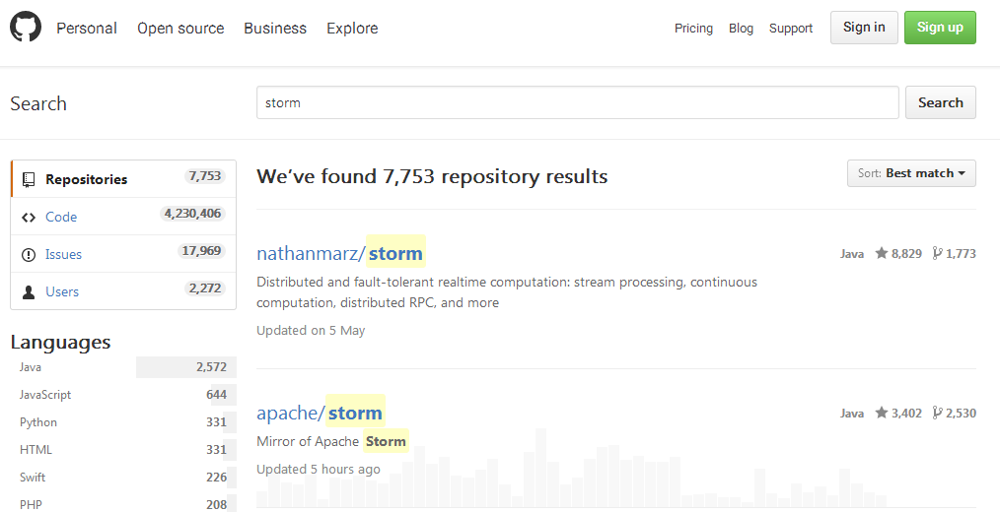 Personal Open source Business Explore Pricing Blog Support Sign in Sign up
Search storm Search
Repositories 7,753
Code 4,230,406
Issues 17,969
Users 2,272
Languages
Java 2,572
JavaScript 644
Python 331
HTML 331
Swift 226
PHP 208
We've found 7,753 repository results Sort: Best match
nathanmarz/storm Java 8,829 1,773
Distributed and fault-tolerant realtime computation: stream processing, continuous
computation, distributed RPC, and more
Updated on 5 May
apache/storm Java 3,402 2,530
Mirror of Apache Storm
Updated 5 hours ago